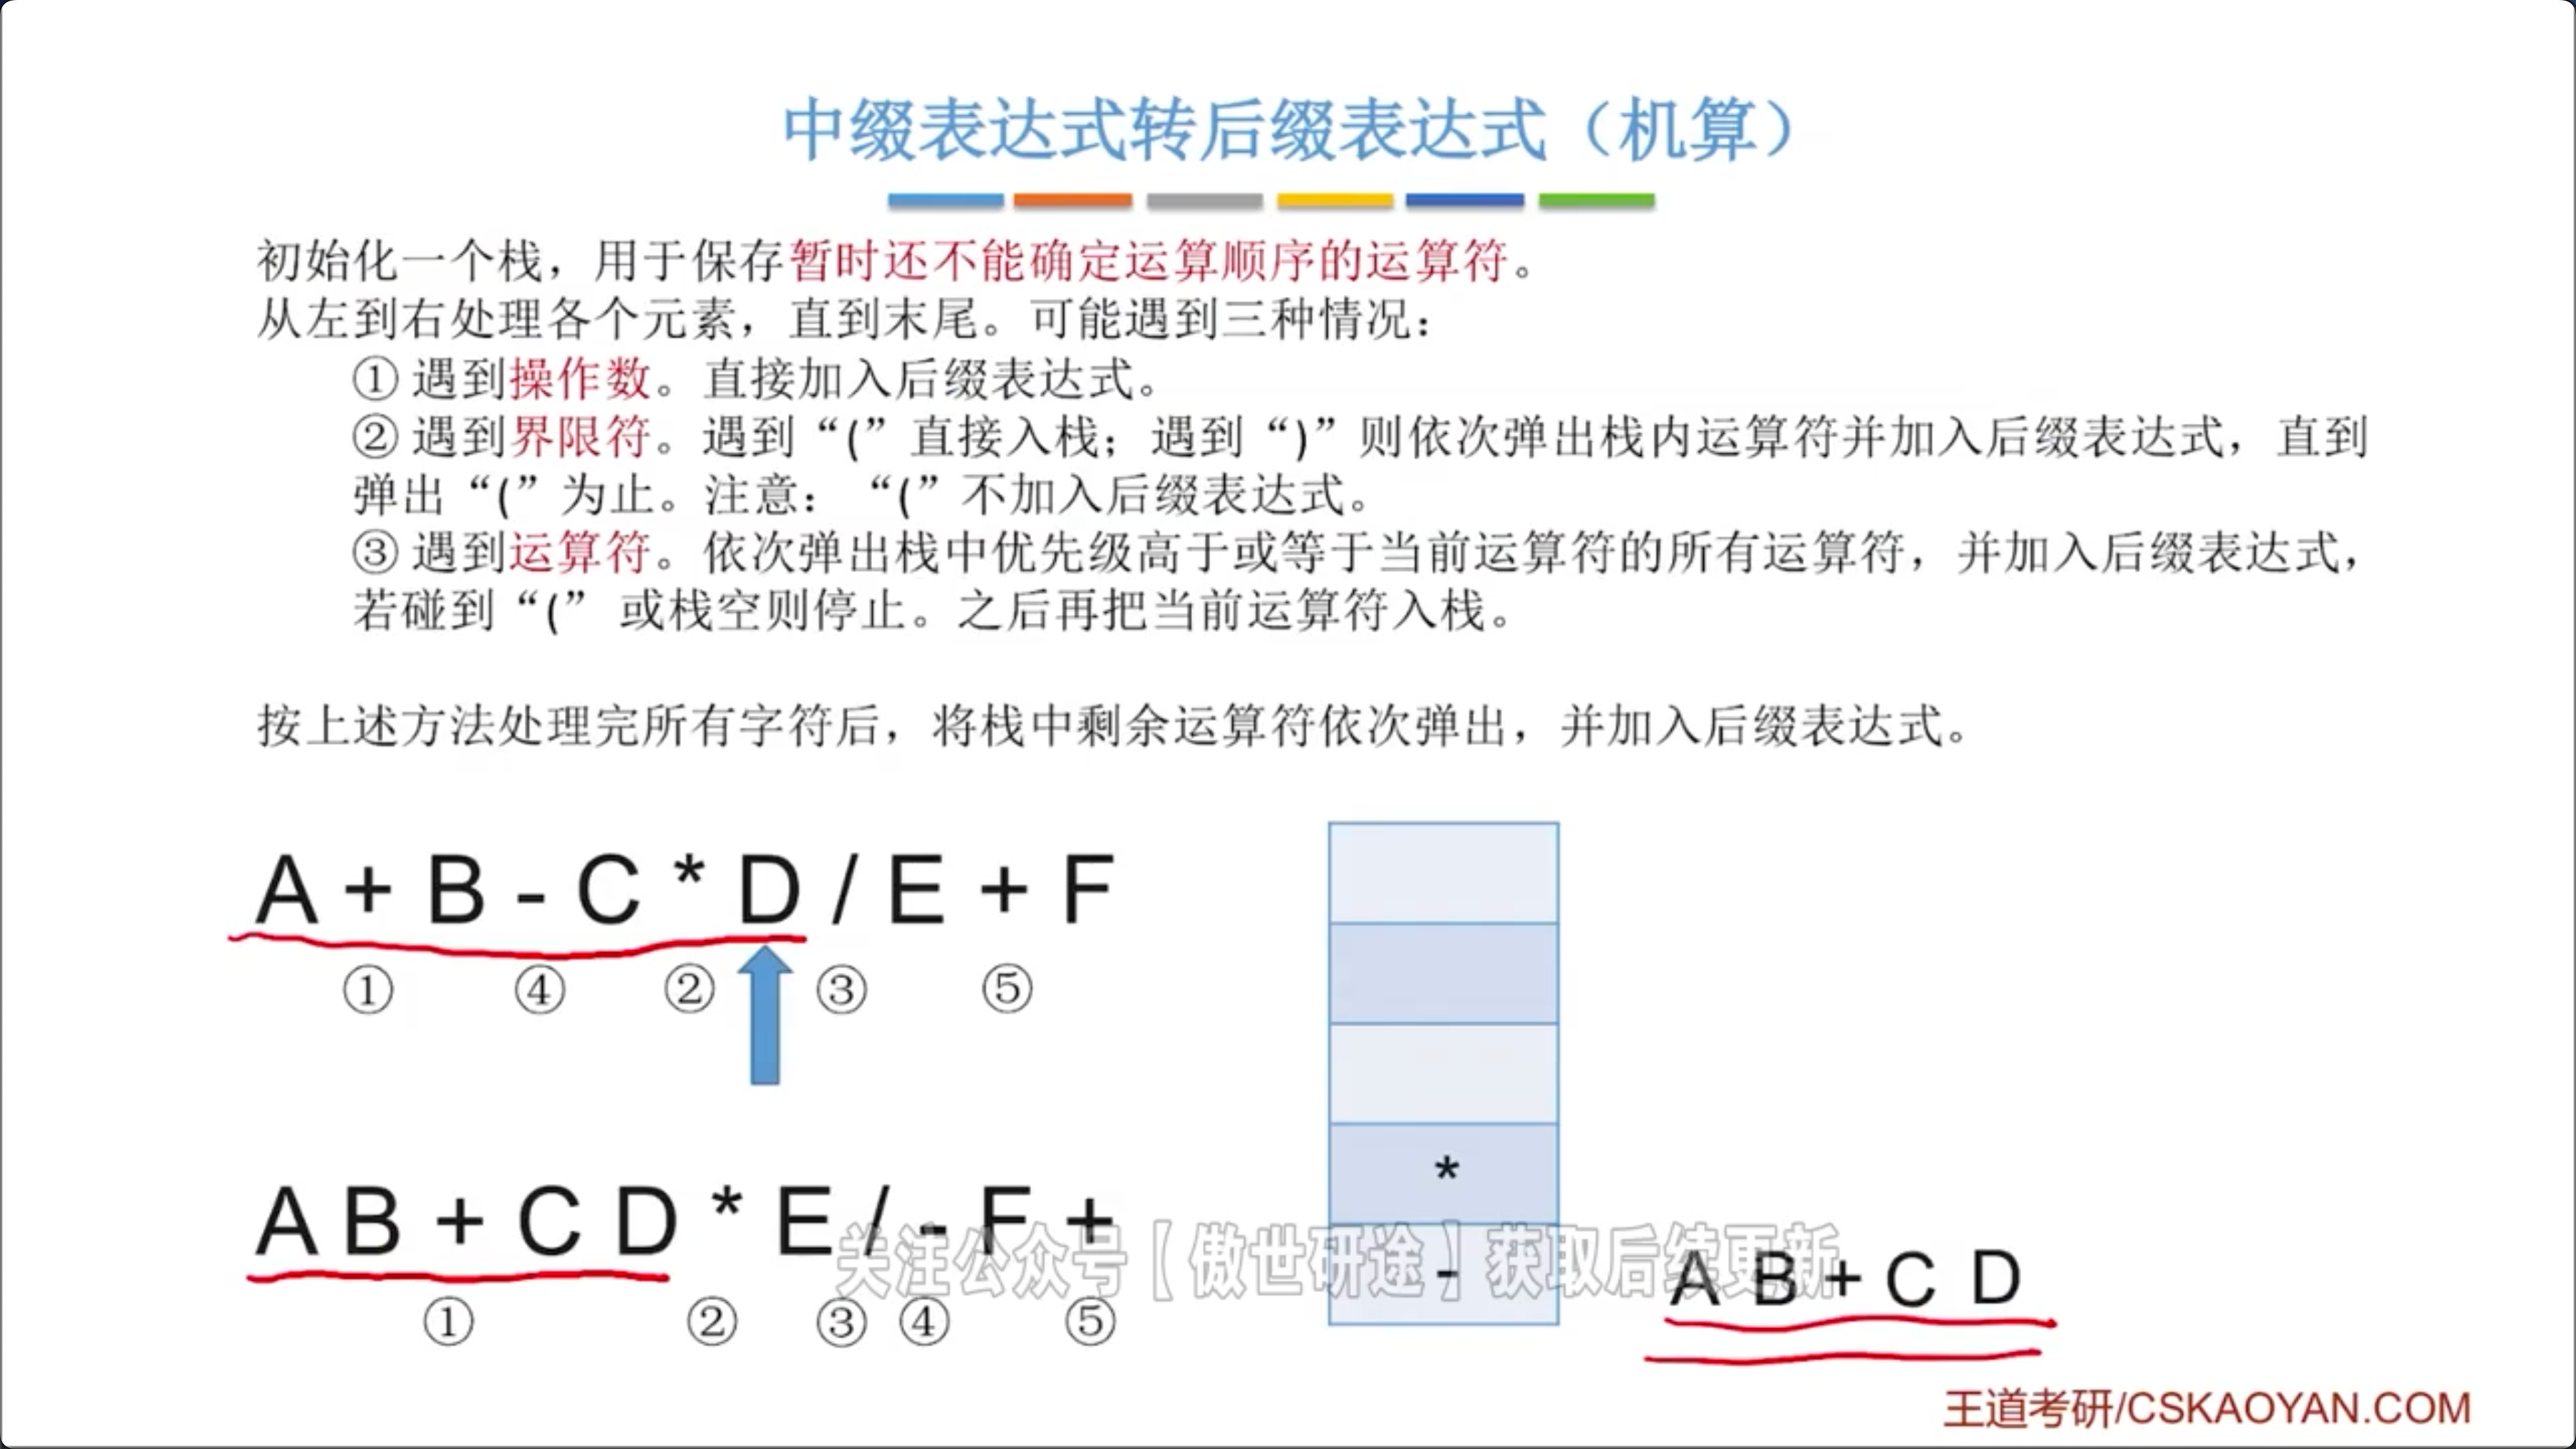 中缀表达式转后缀表达式（机算）
初始化一个栈，用于保存暂时还不能确定运算顺序的运算符。
从左到右处理各个元素，直到末尾。可能遇到三种情况：
① 遇到操作数。直接加入后缀表达式。
② 遇到界限符。遇到“(”直接入栈；遇到“)”则依次弹出栈内运算符并加入后缀表达式，直到
弹出“(”为止。注意：“(”不加入后缀表达式。
③ 遇到运算符。依次弹出栈中优先级高于或等于当前运算符的所有运算符，并加入后缀表达式，
若碰到“(” 或栈空则停止。之后再把当前运算符入栈。
按上述方法处理完所有字符后，将栈中剩余运算符依次弹出，并加入后缀表达式。
A + B - C * D / E + F
① ④ ② ③ ⑤
A B + C D * E / - F +
① ② ③ ④ ⑤
*
-
关注公众号【傲世研途】获取后续更新
A B + C D
王道考研/CSKAOYAN.COM